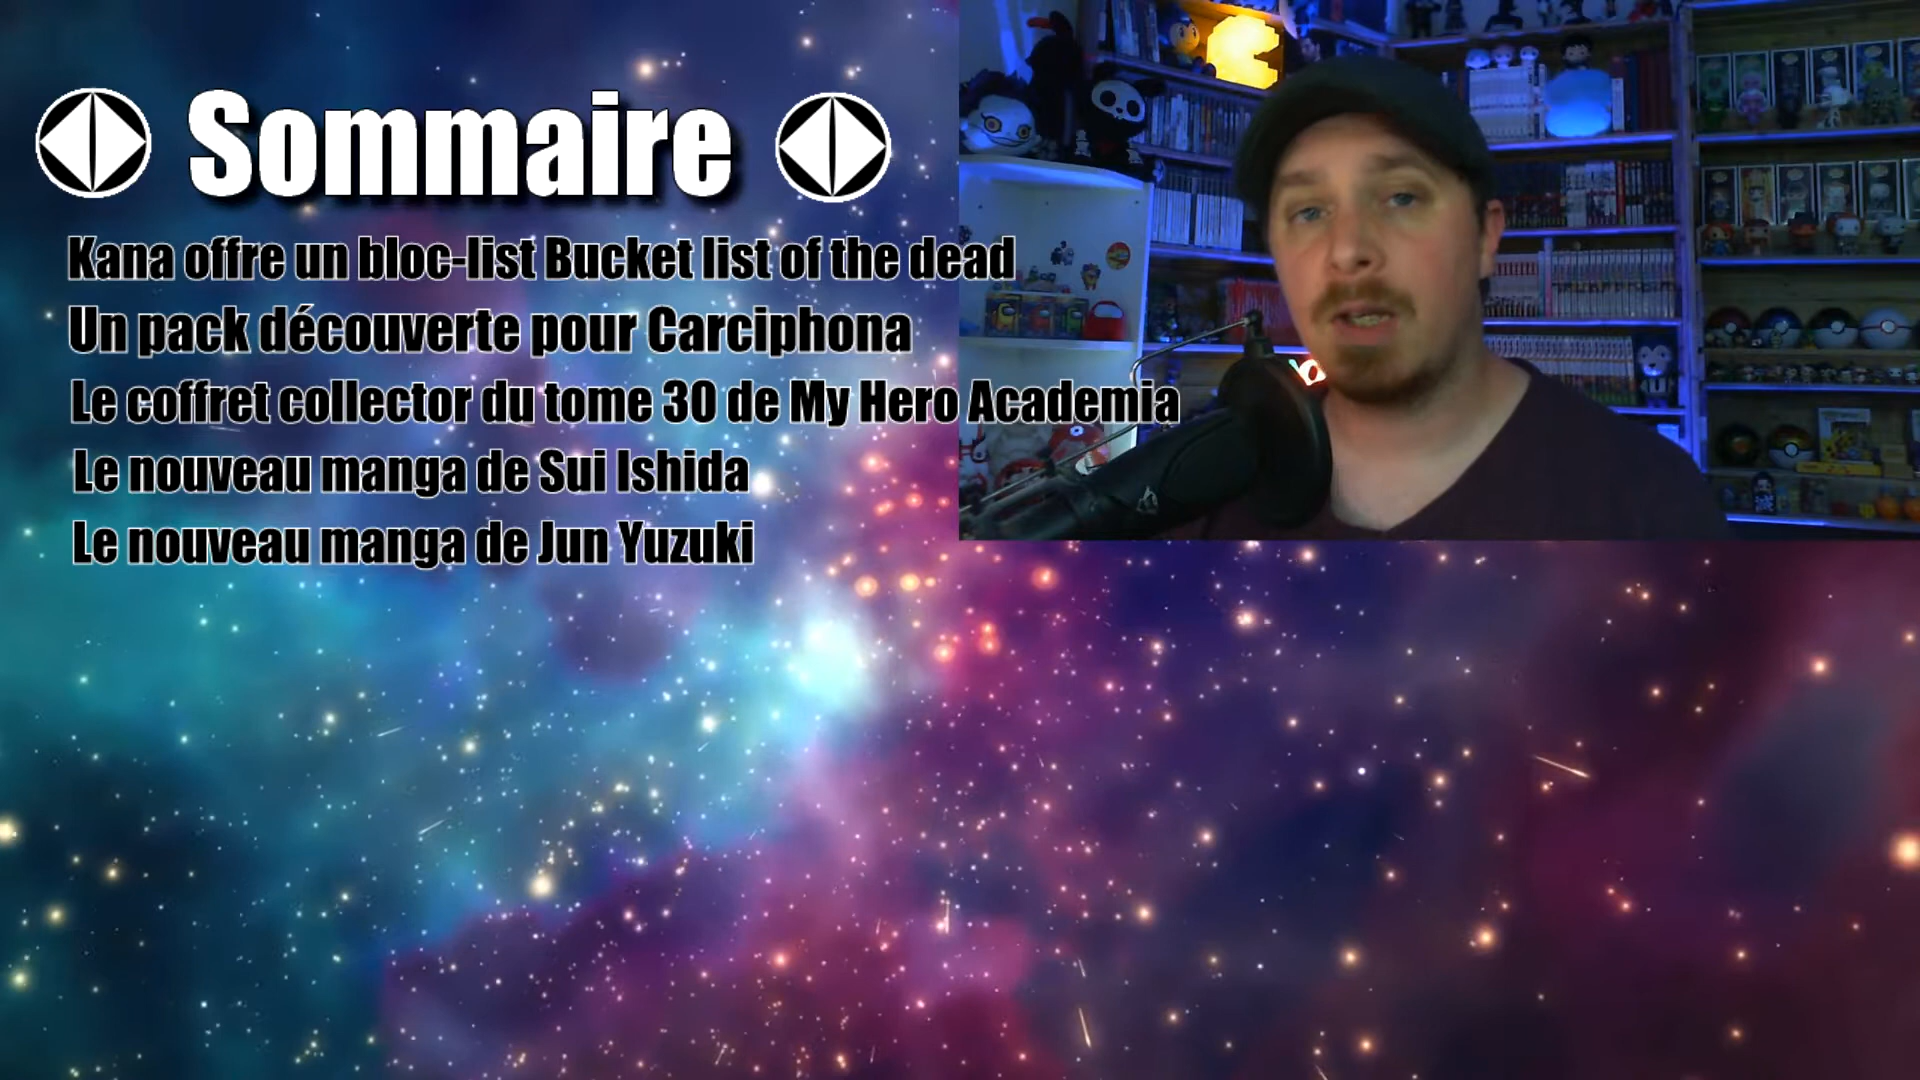 Sommaire
Kana offre un bloc-list Bucket list of the dead
Un pack découverte pour Carciphona
Le coffret collector du tome 30 de My Hero Academia
Le nouveau manga de Sui Ishida
Le nouveau manga de Jun Yuzuki